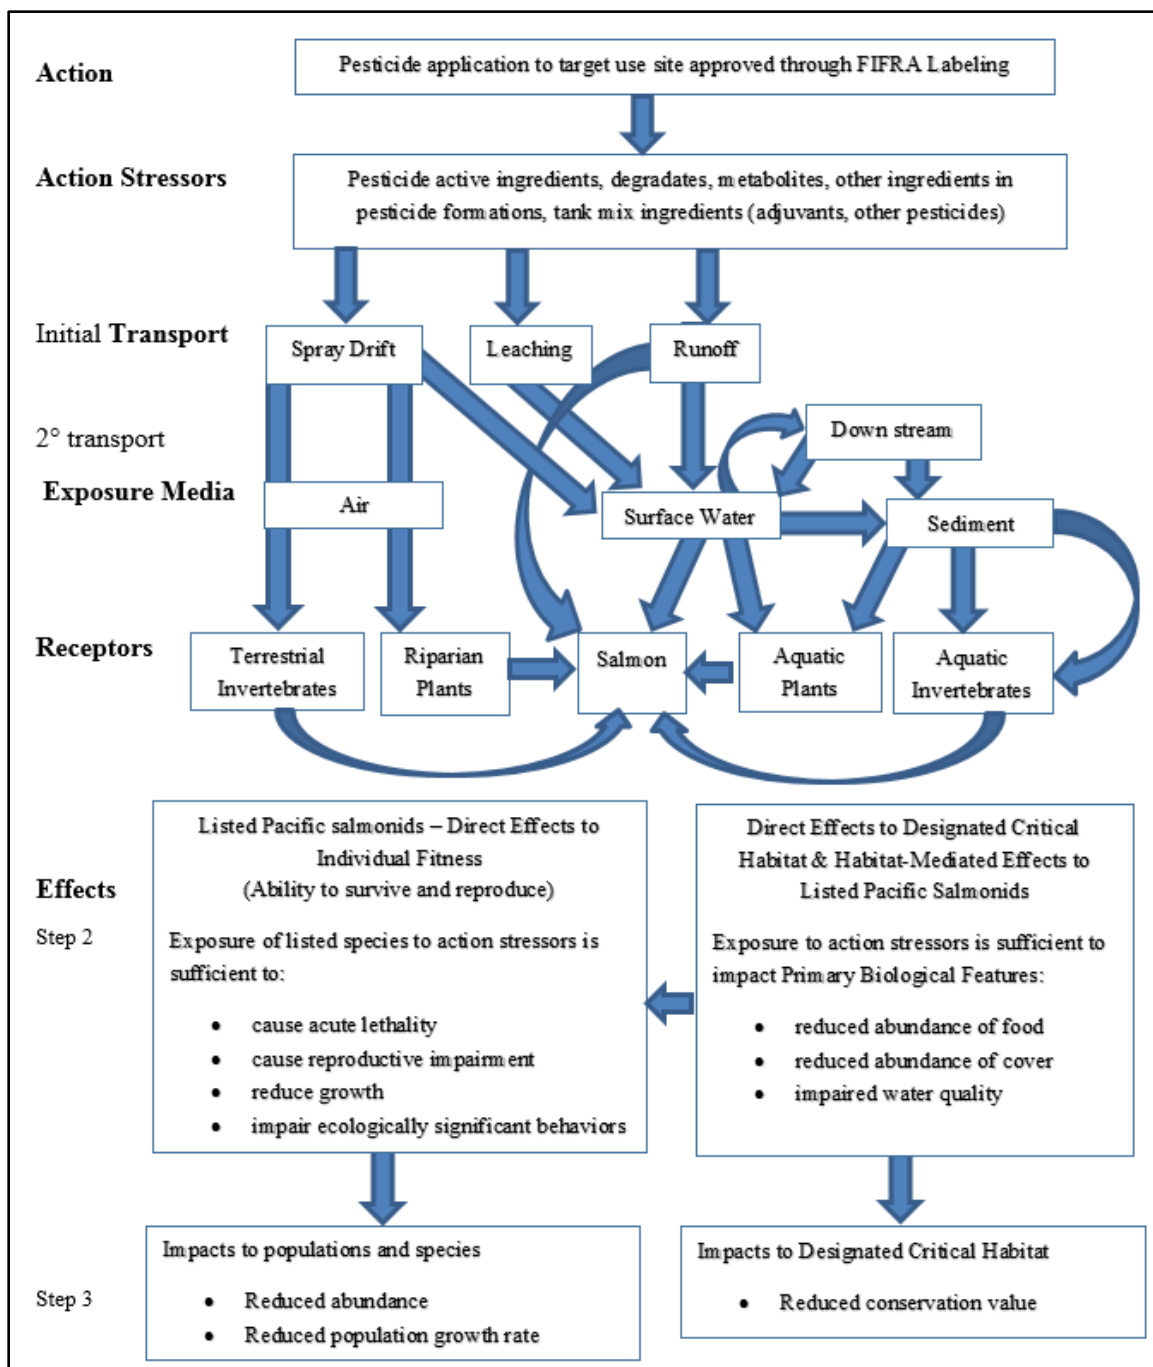 Action
Pesticide application to target use site approved through FIFRA Labeling
Action Stressors
Pesticide active ingredients, degradates, metabolites, other ingredients in
pesticide formations, tank mix ingredients (adjuvants, other pesticides)
Initial Transport
Spray Drift
Leaching
Runoff
2° transport
Down stream
Exposure Media
Air
Surface Water
Sediment
Receptors
Terrestrial
Invertebrates
Riparian
Plants
Salmon
Aquatic
Plants
Aquatic
Invertebrates
Effects
Step 2
Listed Pacific salmonids – Direct Effects to
Individual Fitness
(Ability to survive and reproduce)
Exposure of listed species to action stressors is
sufficient to:
• cause acute lethality
• cause reproductive impairment
• reduce growth
• impair ecologically significant behaviors
Direct Effects to Designated Critical
Habitat & Habitat-Mediated Effects to
Listed Pacific Salmonids
Exposure to action stressors is sufficient to
impact Primary Biological Features:
• reduced abundance of food
• reduced abundance of cover
• impaired water quality
Step 3
Impacts to populations and species
• Reduced abundance
• Reduced population growth rate
Impacts to Designated Critical Habitat
• Reduced conservation value